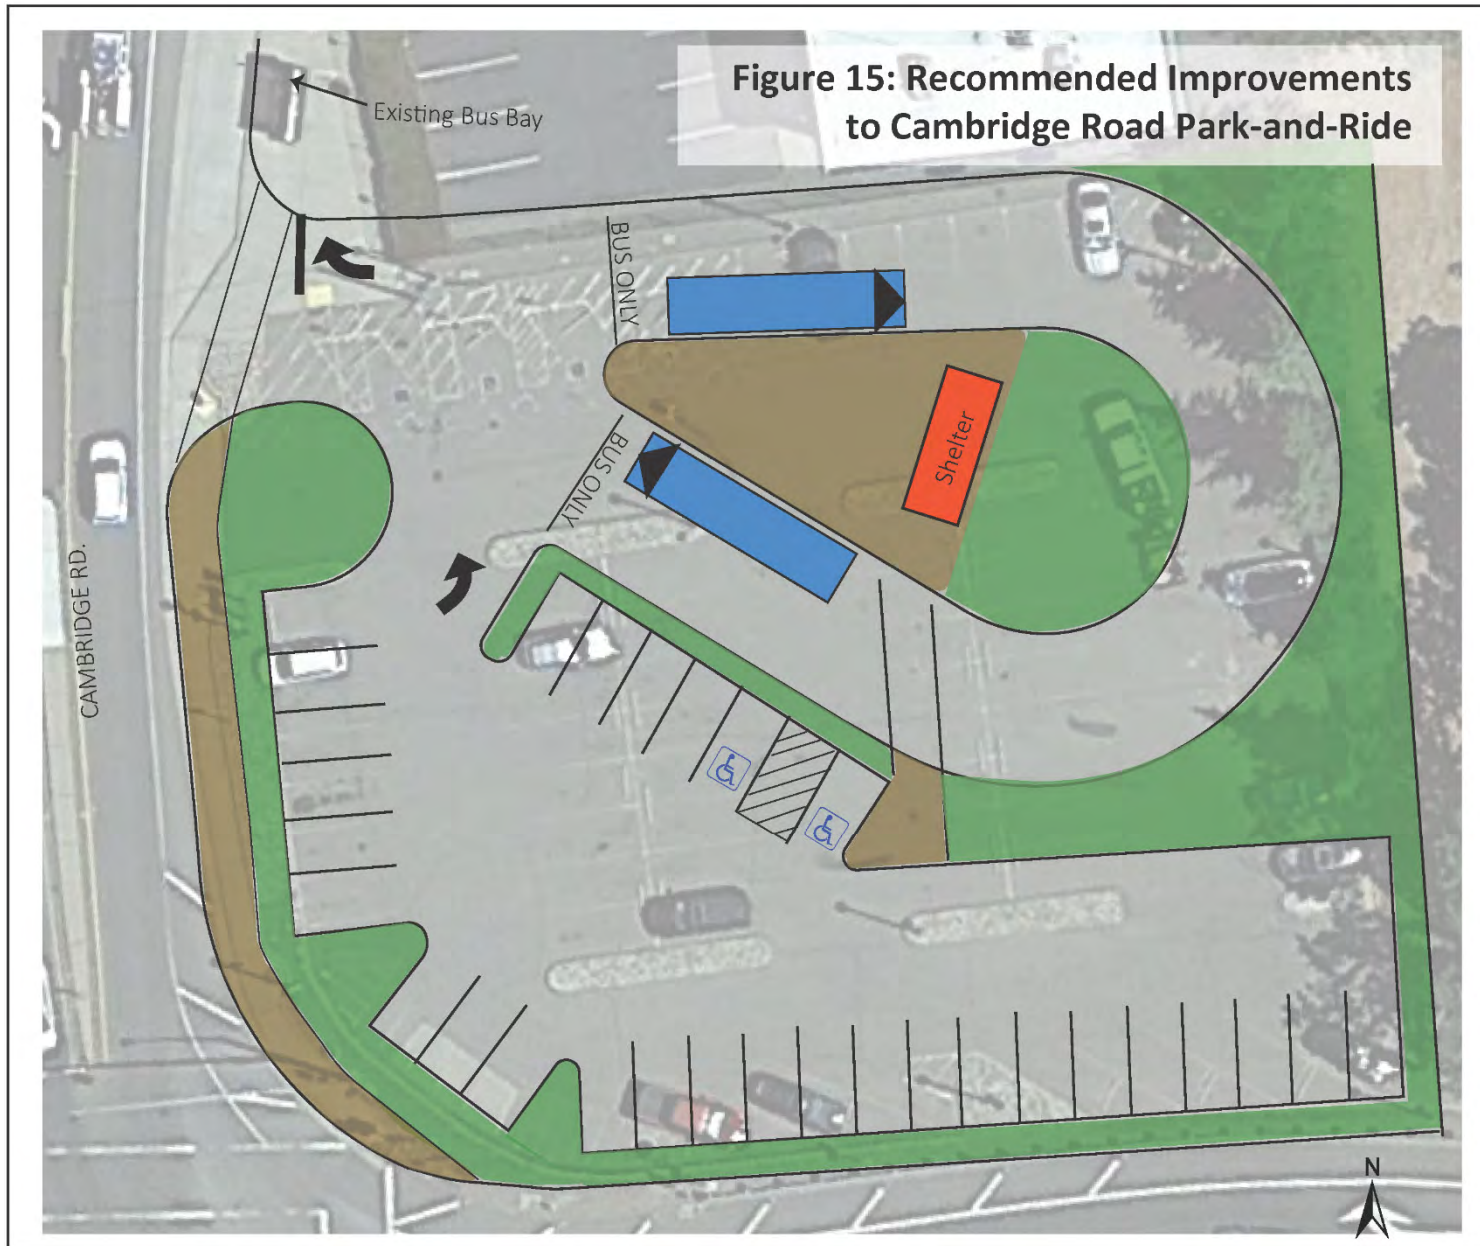 Figure 15: Recommended Improvements
to Cambridge Road Park-and-Ride
Existing Bus Bay
BUS ONLY
BUS ONLY
Shelter
CAMBRIDGE RD.
N